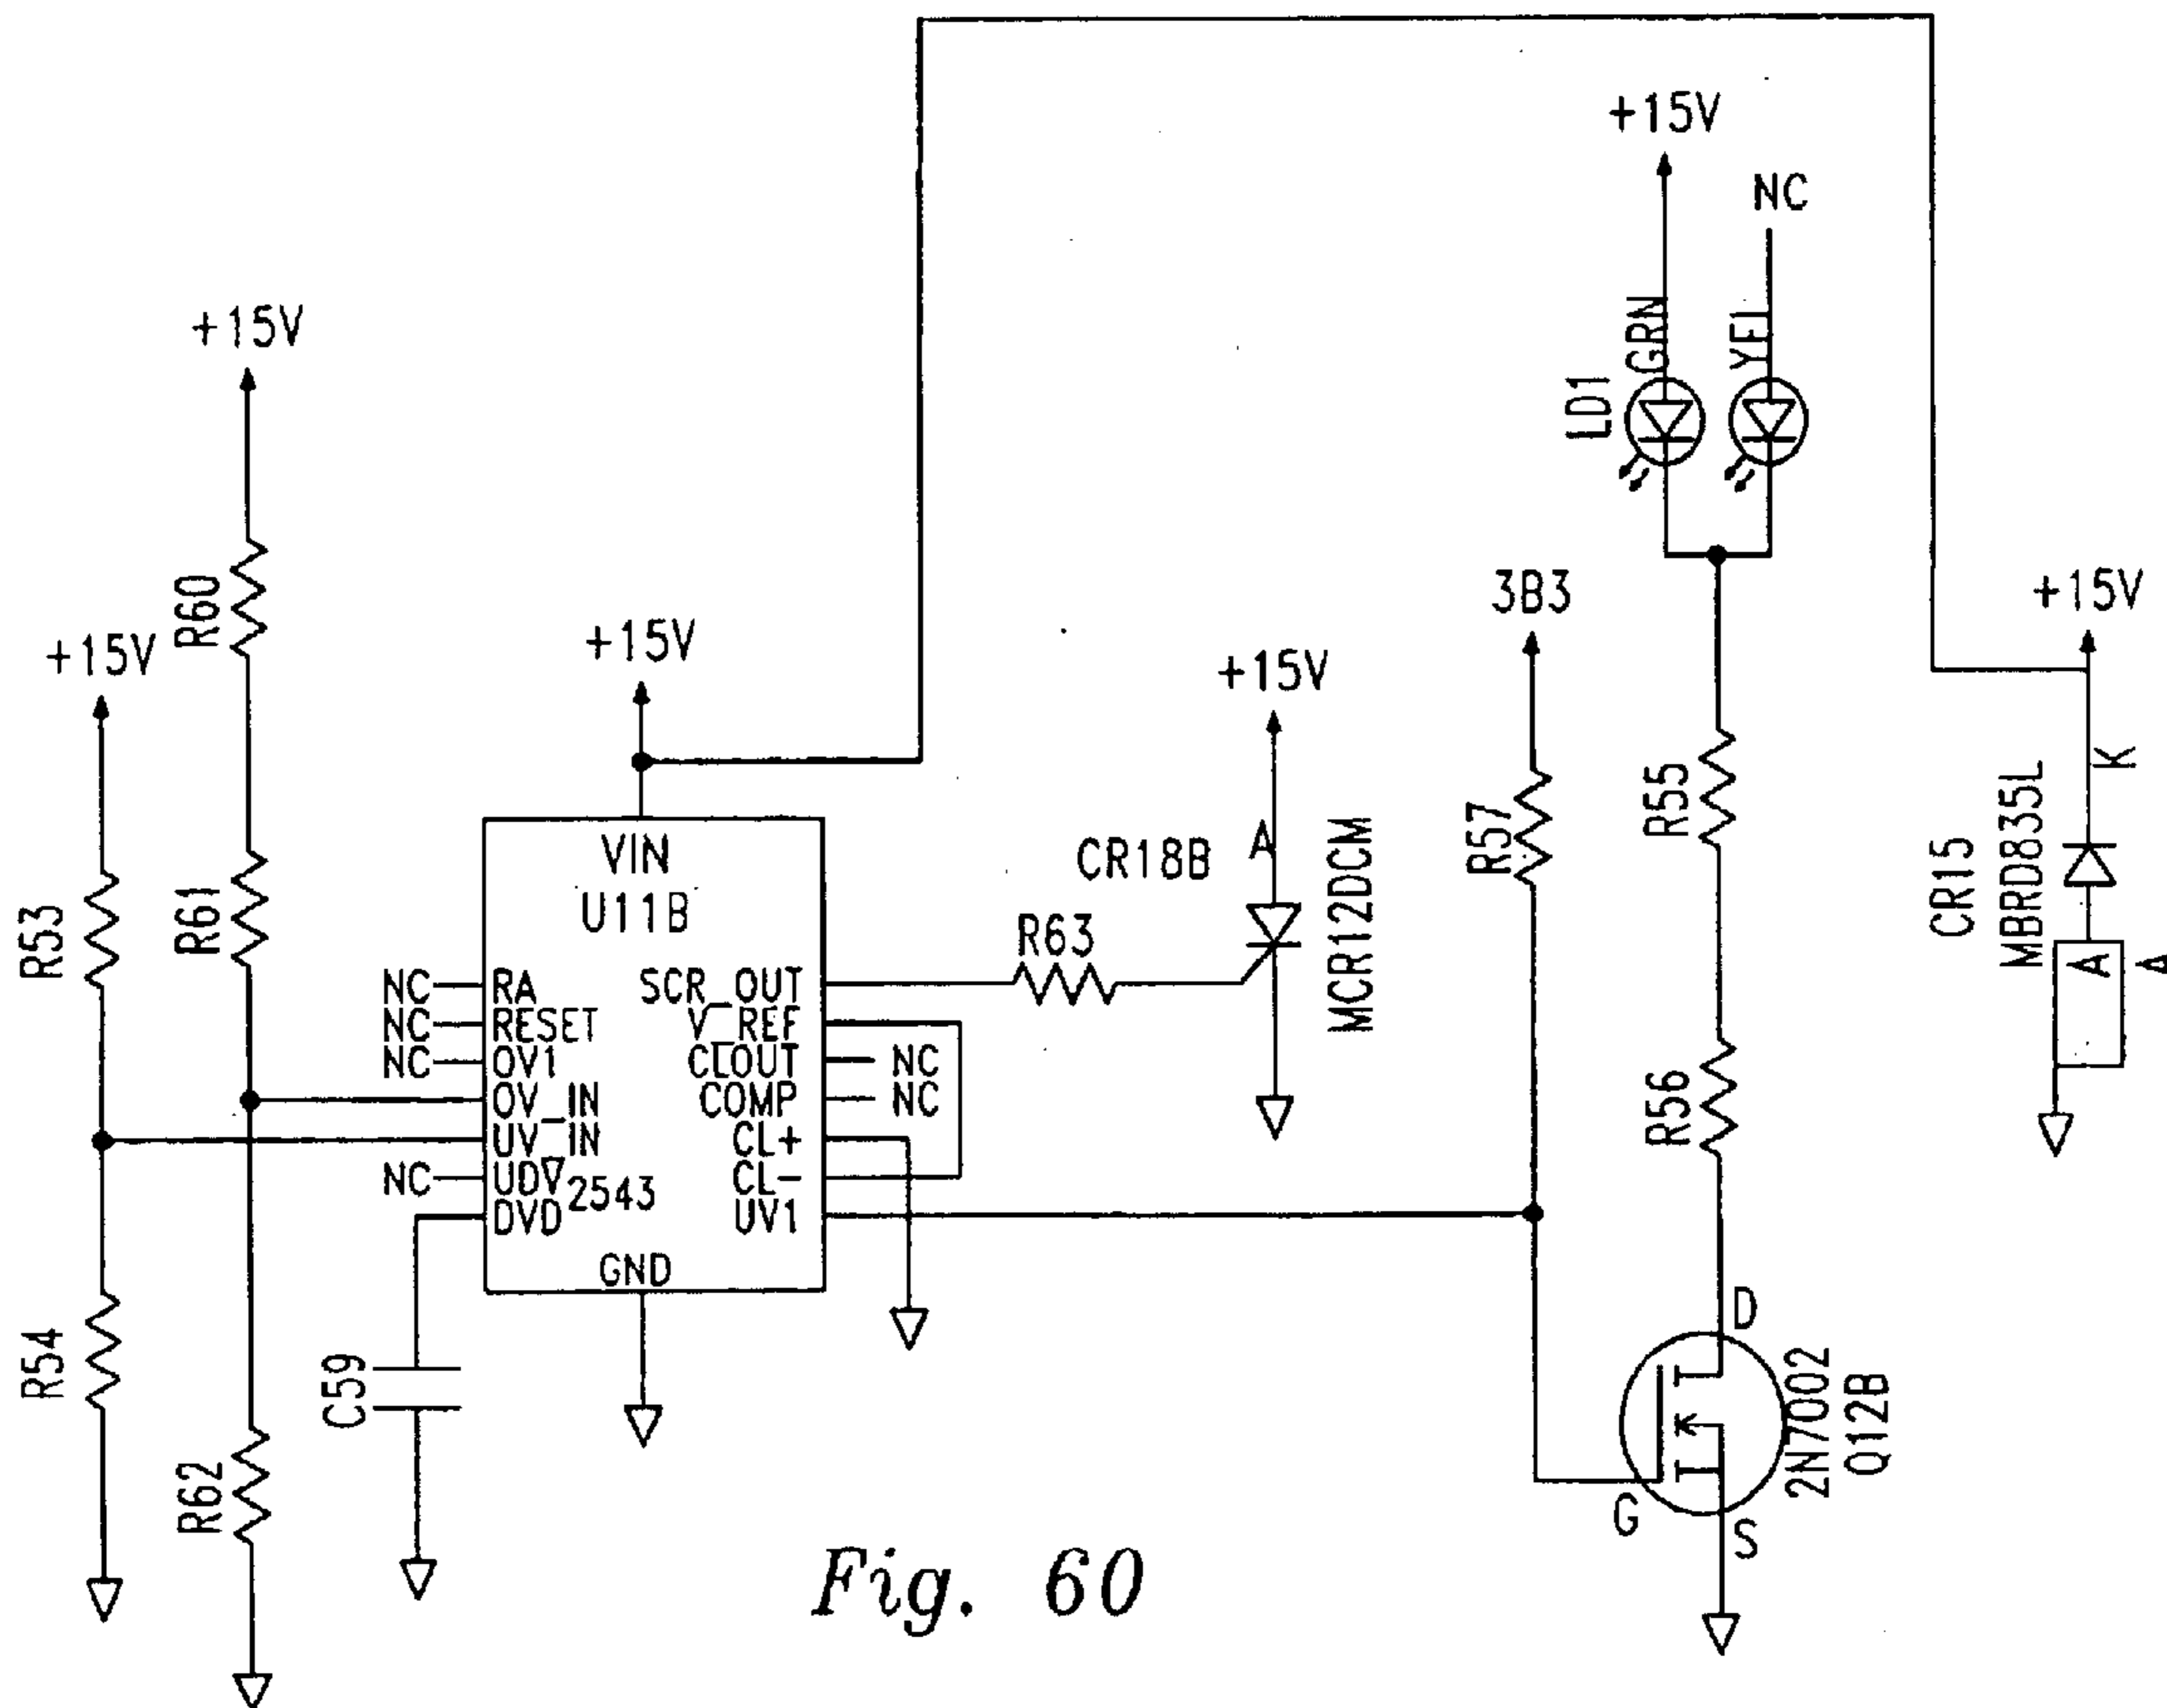 +15V
NC
GRN
YEL
LD1
+15V
R60
3B3
+15V
+15V
+15V
+15V
R53
R61
VIN
U11B
CR18B
A
MCR12DCM
R63
R57
R55
K
CR15
MBRD835L
A
A
NC RA
NC RESET
NC OV1
OV_IN
UV_IN
NC UDV
DVD
2543
GND
SCR_OUT
V_REF
CLOUT NC
COMP NC
CL+
CL-
UV1
R56
R54
C59
R62
D
G
S
2N7002
Q12B
Fig. 60